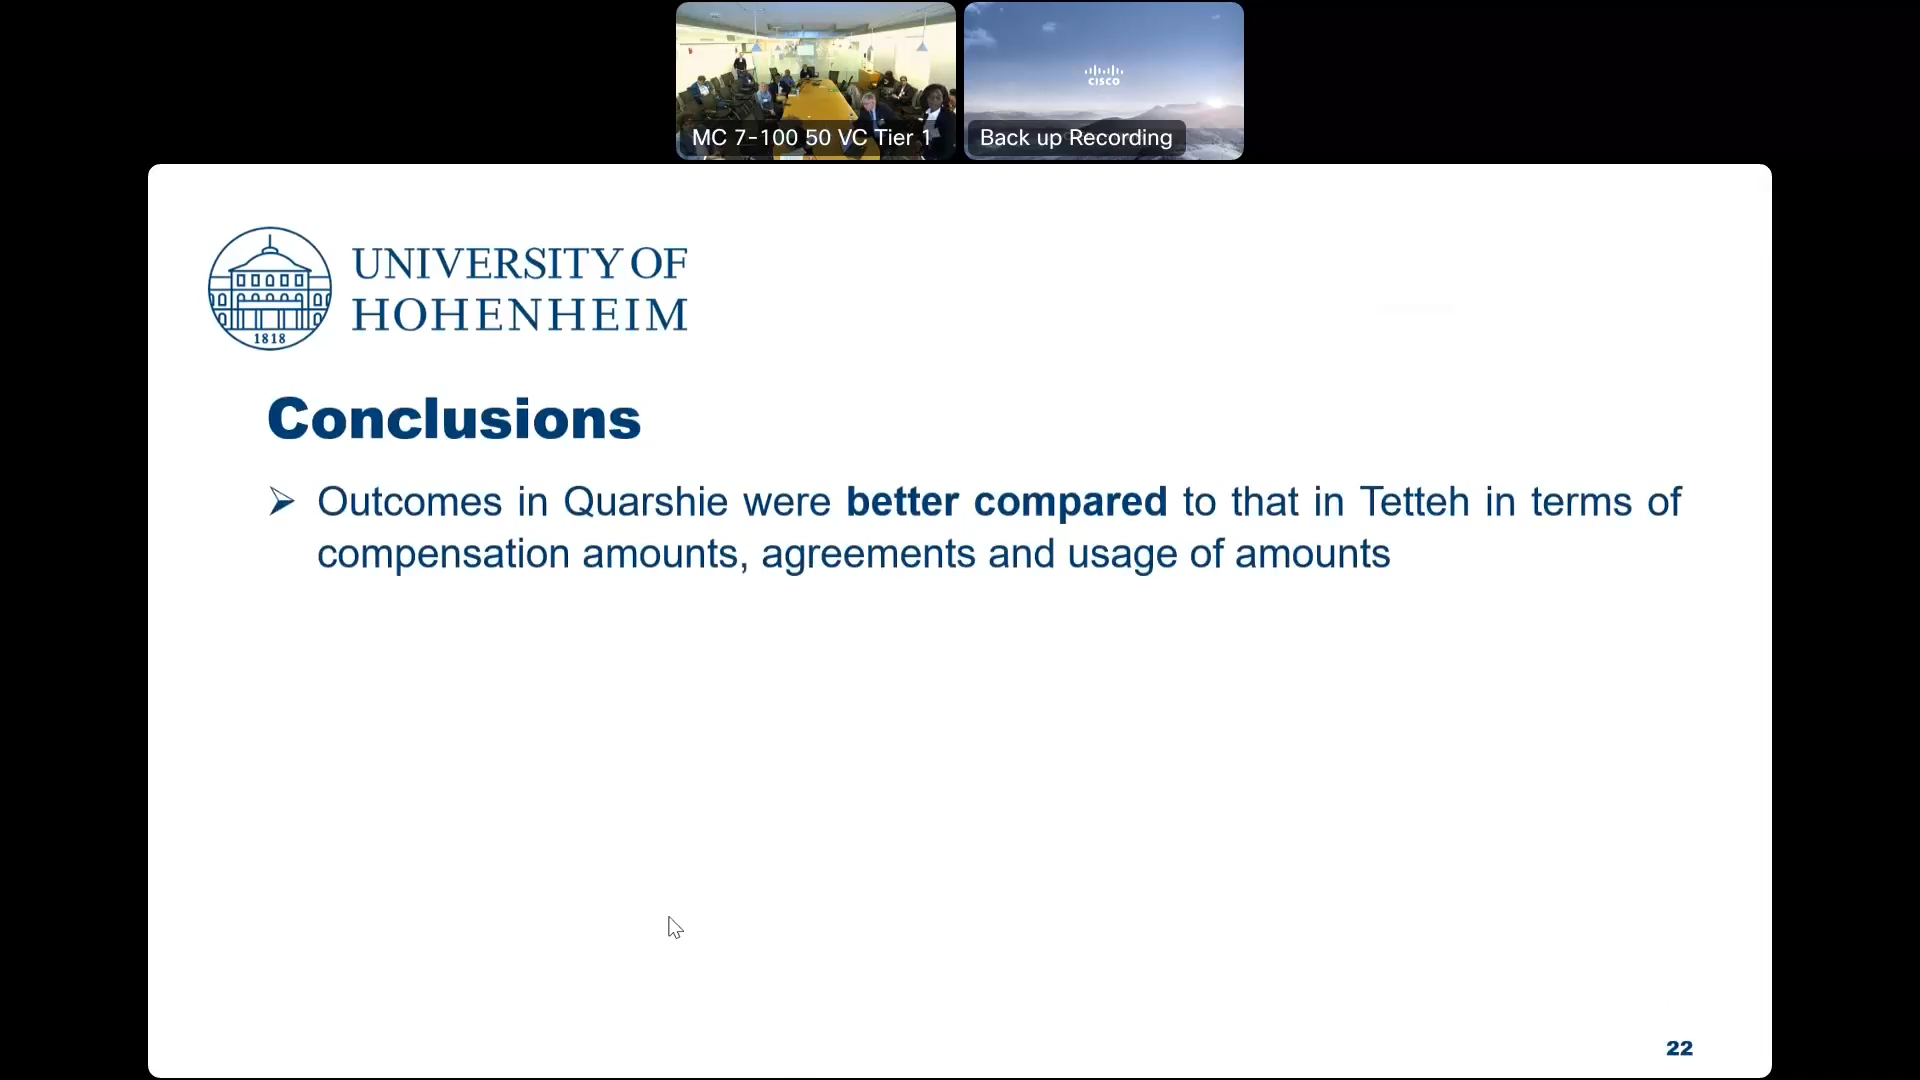 MC 7-100 50 VC Tier 1
CISCO
Back up Recording
UNIVERSITY OF
HOHENHEIM
1818
Conclusions
➢ Outcomes in Quarshie were better compared to that in Tetteh in terms of
compensation amounts, agreements and usage of amounts
22